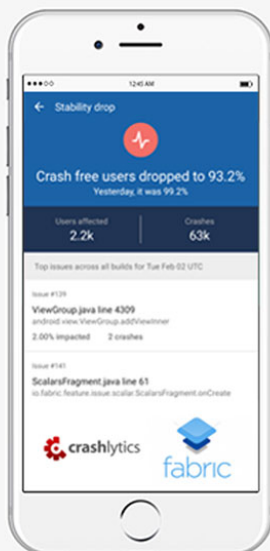 12:45 AM
Stability drop
Crash free users dropped to 93.2%
Yesterday, it was 99.2%
Users affected
2.2k
Crashes
63k
Top issues across all builds for Tue Feb 02 UTC
Issue #139
ViewGroup.java line 4309
android.view.ViewGroup.addViewInner
2.00% impacted 2 crashes
Issue #141
ScalarsFragment.java line 61
io.fabric.feature.issue.scalar.ScalarsFragment.onCreate
crashlytics
fabric